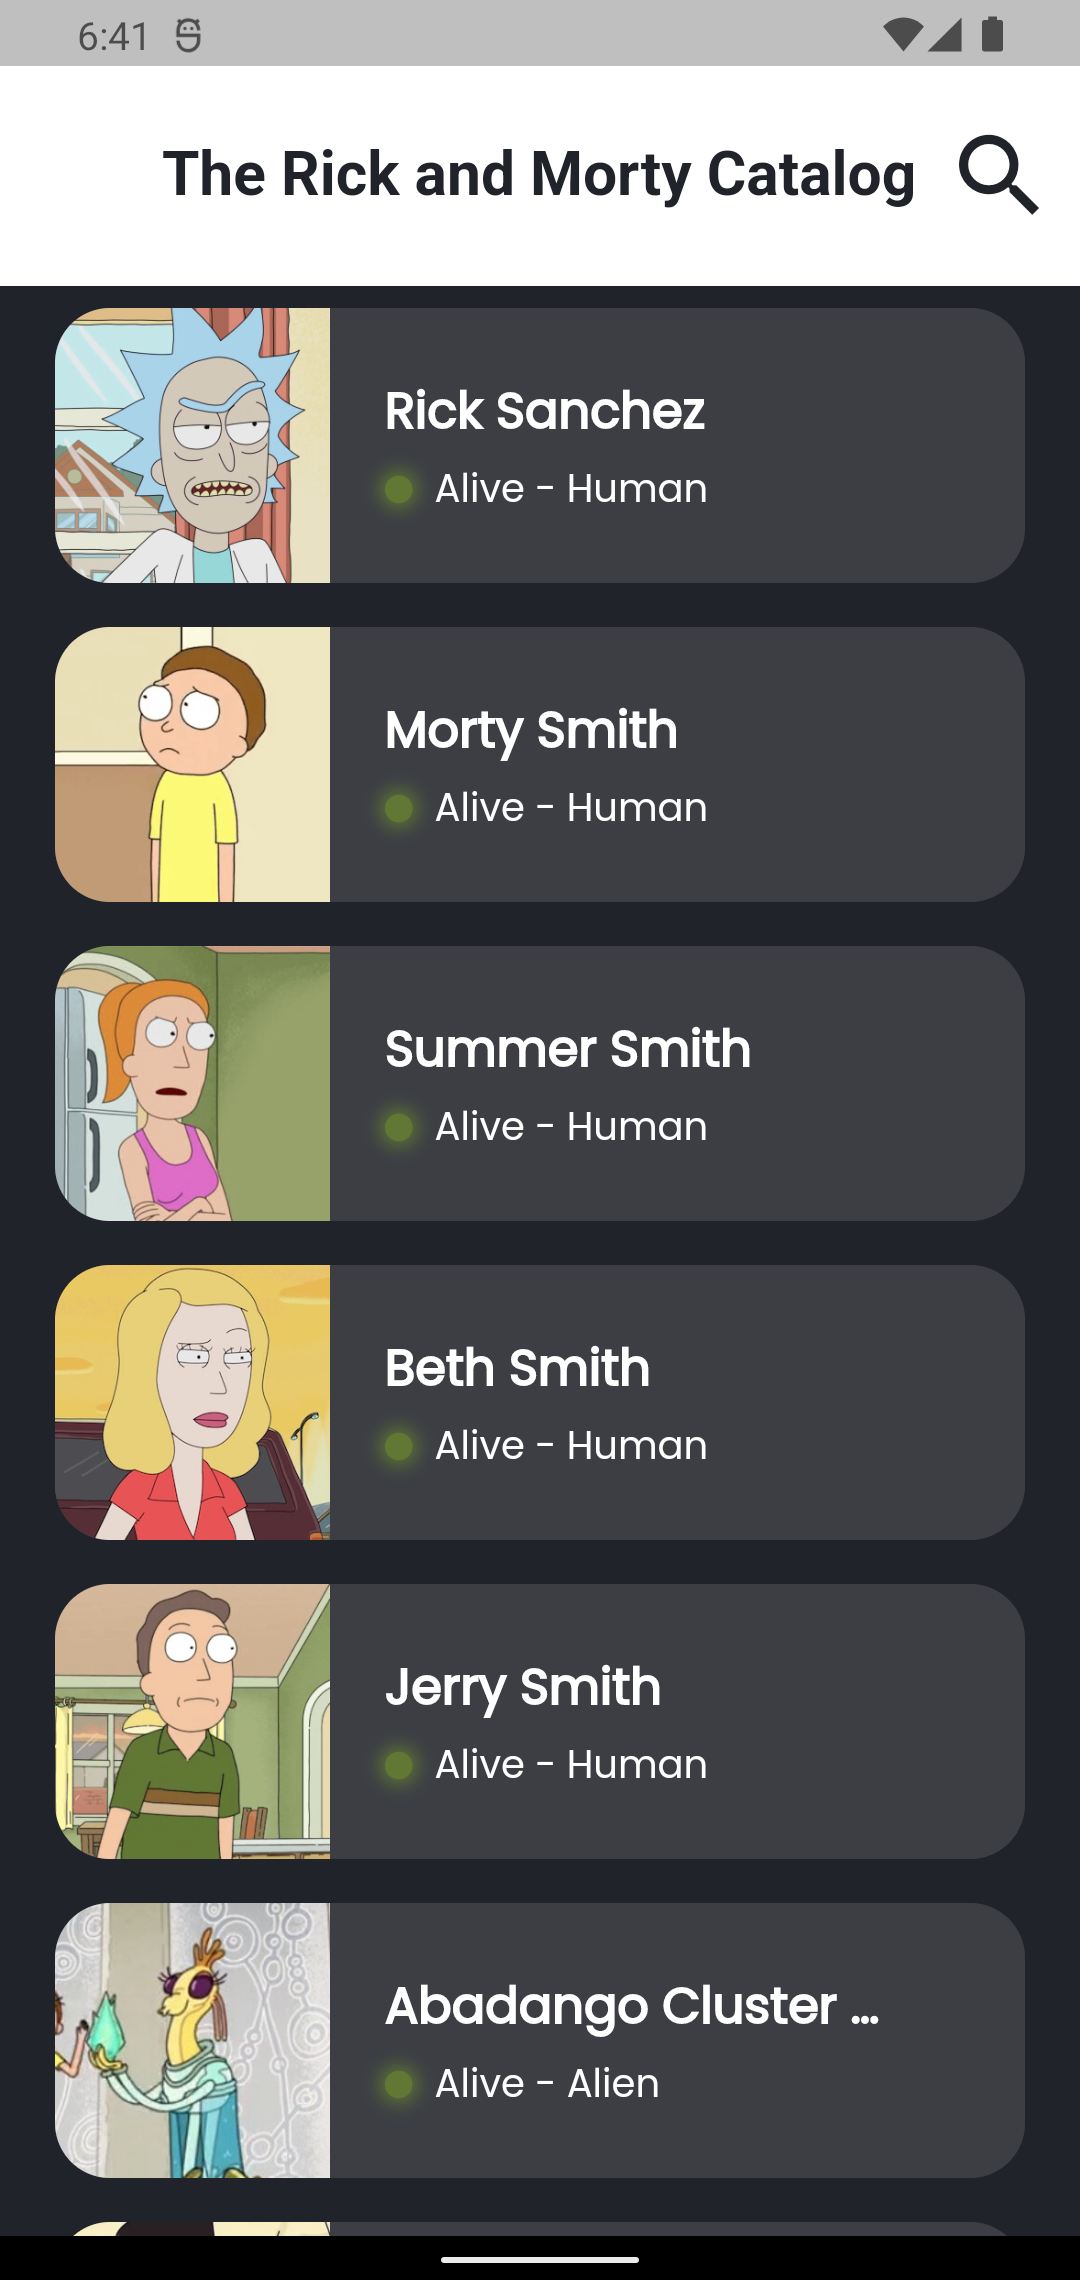 6:41
The Rick and Morty Catalog
Rick Sanchez
Alive - Human
Morty Smith
Alive - Human
Summer Smith
Alive - Human
Beth Smith
Alive - Human
Jerry Smith
Alive - Human
Abadango Cluster ...
Alive - Alien